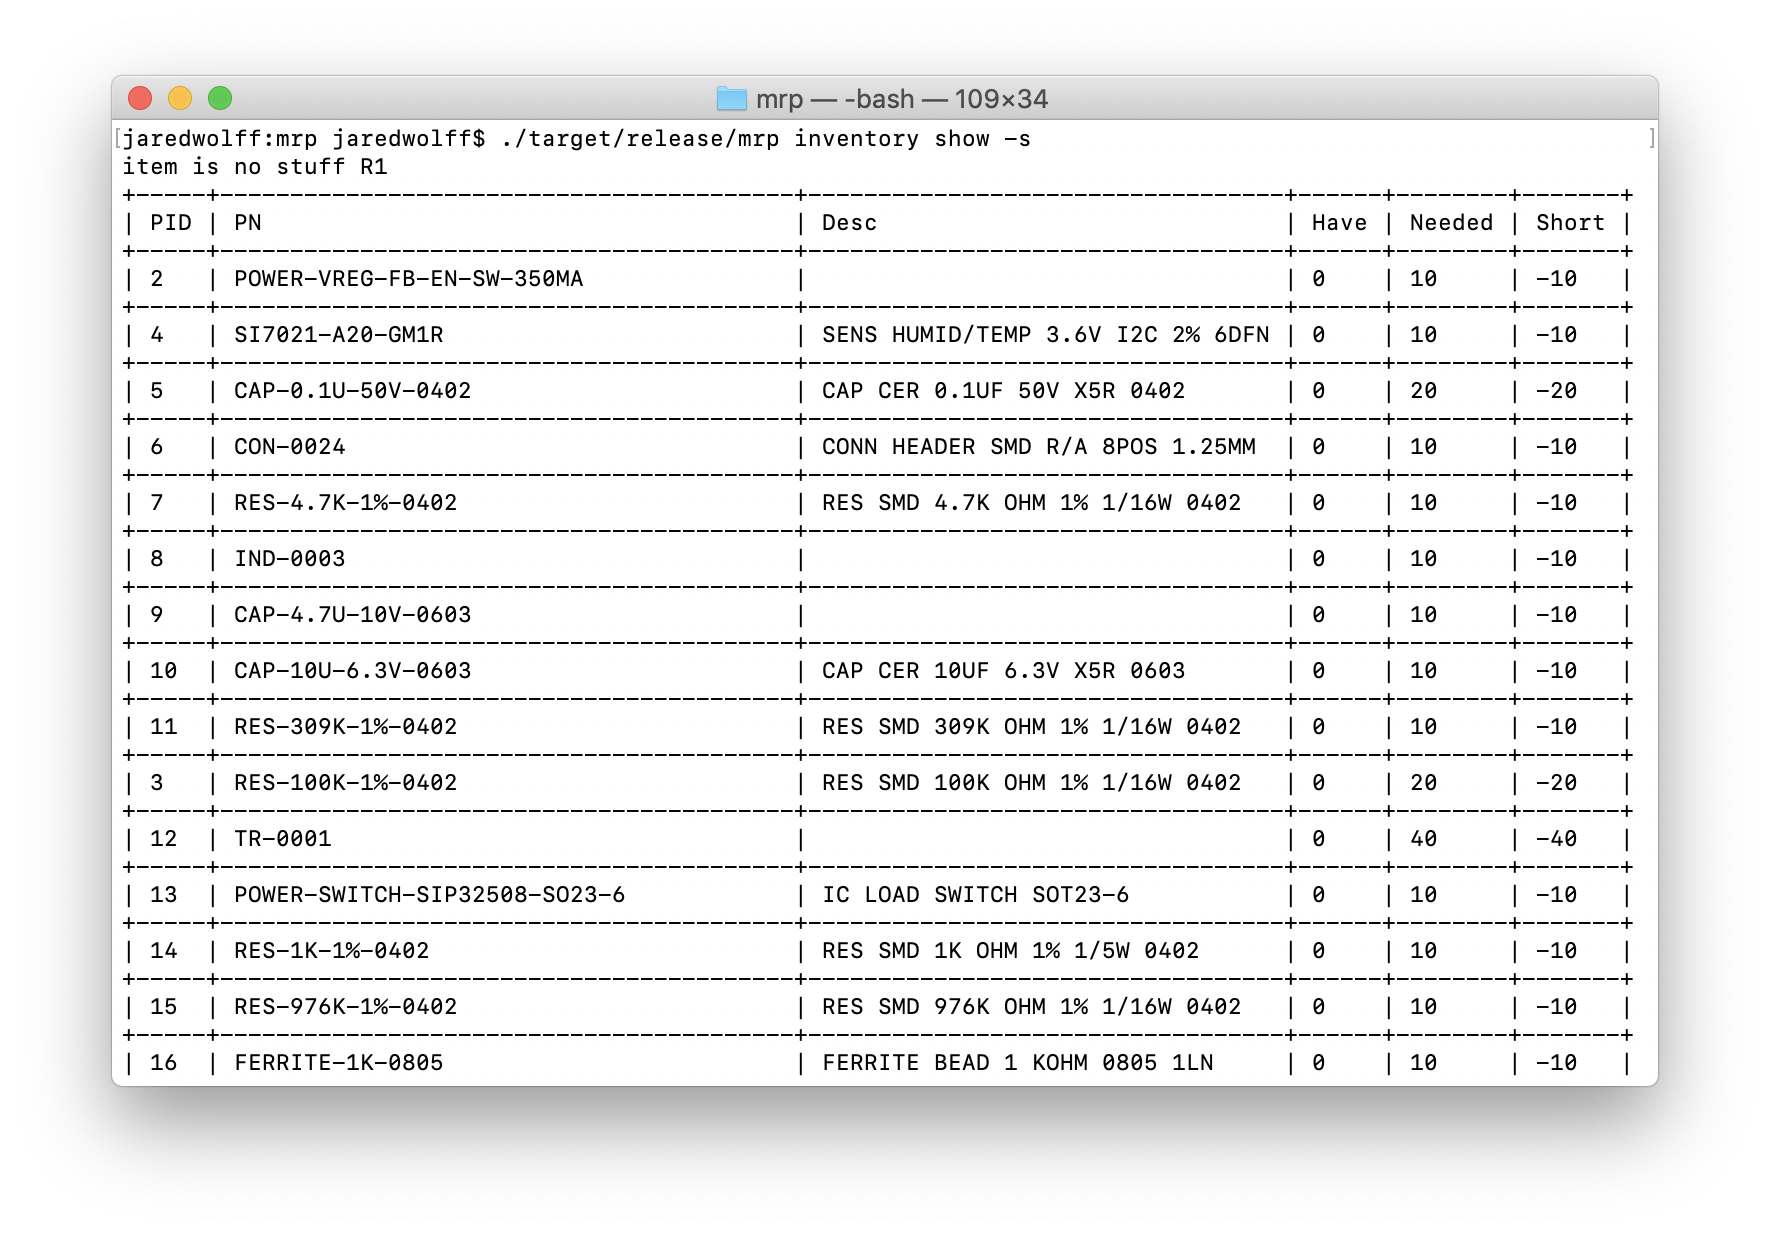 mrp — -bash — 109×34
[jaredwolff:mrp jaredwolff$ ./target/release/mrp inventory show -s ]
item is no stuff R1
+-----+-----------------------------------------+----------------------------------+------+--------+-------+
| PID | PN                                      | Desc                             | Have | Needed | Short |
+-----+-----------------------------------------+----------------------------------+------+--------+-------+
| 2   | POWER-VREG-FB-EN-SW-350MA               |                                  | 0    | 10     | -10   |
+-----+-----------------------------------------+----------------------------------+------+--------+-------+
| 4   | SI7021-A20-GM1R                         | SENS HUMID/TEMP 3.6V I2C 2% 6DFN | 0    | 10     | -10   |
+-----+-----------------------------------------+----------------------------------+------+--------+-------+
| 5   | CAP-0.1U-50V-0402                       | CAP CER 0.1UF 50V X5R 0402       | 0    | 20     | -20   |
+-----+-----------------------------------------+----------------------------------+------+--------+-------+
| 6   | CON-0024                                | CONN HEADER SMD R/A 8POS 1.25MM  | 0    | 10     | -10   |
+-----+-----------------------------------------+----------------------------------+------+--------+-------+
| 7   | RES-4.7K-1%-0402                        | RES SMD 4.7K OHM 1% 1/16W 0402   | 0    | 10     | -10   |
+-----+-----------------------------------------+----------------------------------+------+--------+-------+
| 8   | IND-0003                                |                                  | 0    | 10     | -10   |
+-----+-----------------------------------------+----------------------------------+------+--------+-------+
| 9   | CAP-4.7U-10V-0603                       |                                  | 0    | 10     | -10   |
+-----+-----------------------------------------+----------------------------------+------+--------+-------+
| 10  | CAP-10U-6.3V-0603                       | CAP CER 10UF 6.3V X5R 0603       | 0    | 10     | -10   |
+-----+-----------------------------------------+----------------------------------+------+--------+-------+
| 11  | RES-309K-1%-0402                        | RES SMD 309K OHM 1% 1/16W 0402   | 0    | 10     | -10   |
+-----+-----------------------------------------+----------------------------------+------+--------+-------+
| 3   | RES-100K-1%-0402                        | RES SMD 100K OHM 1% 1/16W 0402   | 0    | 20     | -20   |
+-----+-----------------------------------------+----------------------------------+------+--------+-------+
| 12  | TR-0001                                 |                                  | 0    | 40     | -40   |
+-----+-----------------------------------------+----------------------------------+------+--------+-------+
| 13  | POWER-SWITCH-SIP32508-SO23-6            | IC LOAD SWITCH SOT23-6           | 0    | 10     | -10   |
+-----+-----------------------------------------+----------------------------------+------+--------+-------+
| 14  | RES-1K-1%-0402                          | RES SMD 1K OHM 1% 1/5W 0402      | 0    | 10     | -10   |
+-----+-----------------------------------------+----------------------------------+------+--------+-------+
| 15  | RES-976K-1%-0402                        | RES SMD 976K OHM 1% 1/16W 0402   | 0    | 10     | -10   |
+-----+-----------------------------------------+----------------------------------+------+--------+-------+
| 16  | FERRITE-1K-0805                         | FERRITE BEAD 1 KOHM 0805 1LN     | 0    | 10     | -10   |